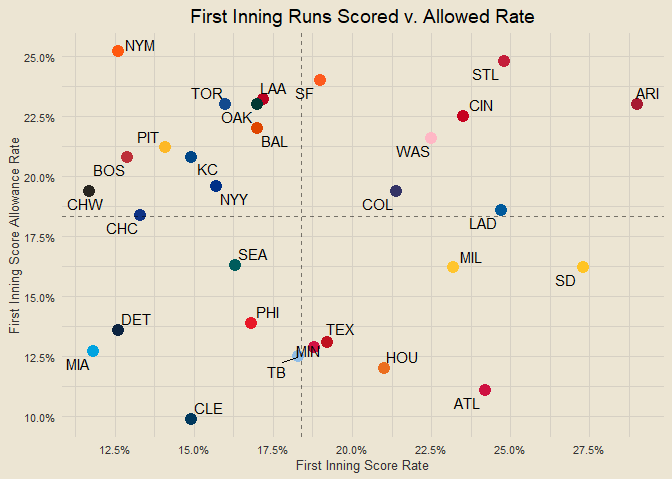 First Inning Runs Scored v. Allowed Rate
First Inning Score Allowance Rate
25.0%
22.5%
20.0%
17.5%
15.0%
12.5%
10.0%
NYM
STL
TOR
LAA
SF
ARI
OAK
CIN
PIT
BAL
WAS
BOS
KC
CHW
NYY
COL
CHC
LAD
SEA
MIL
SD
DET
PHI
TEX
MIA
TB
MIN
HOU
CLE
ATL
12.5% 15.0% 17.5% 20.0% 22.5% 25.0% 27.5%
First Inning Score Rate